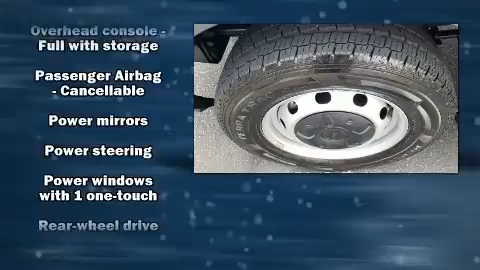 Overhead console -
Full with storage
Passenger Airbag
- Cancellable
Power mirrors
Power steering
Power windows
with 1 one-touch
Rear-wheel drive